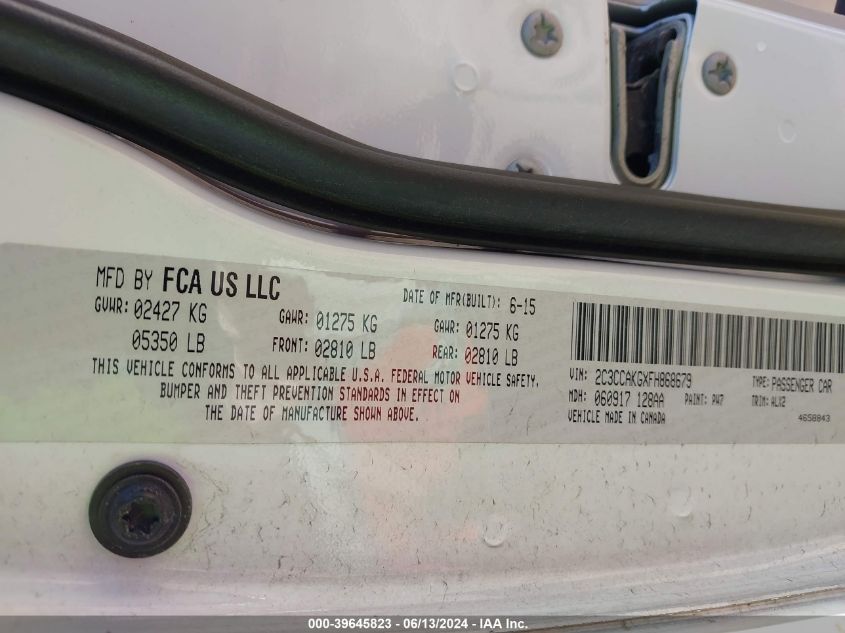 MFD BY FCA US LLC
DATE OF MFR(BUILT): 6-15
GVWR: 02427 KG
GAWR: 01275 KG
GAWR: 01275 KG
05350 LB
FRONT: 02810 LB
REAR: 02810 LB
THIS VEHICLE CONFORMS TO ALL APPLICABLE U.S.A. FEDERAL MOTOR VEHICLE SAFETY,
BUMPER AND THEFT PREVENTION STANDARDS IN EFFECT ON
THE DATE OF MANUFACTURE SHOWN ABOVE.
VIN: 2C3CCAKGXFH868679
TYPE: PASSENGER CAR
MDH: 060917 128AA
PAINT: PW7
TRIM: ALX2
VEHICLE MADE IN CANADA
4658843
000-39645823 / 06/13/2024 - IAA Inc.